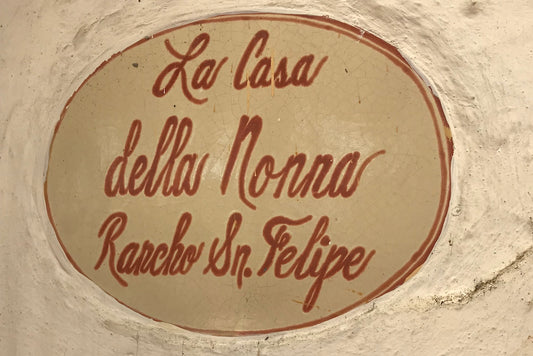 La Casa
della Nonna
Rancho Sn. Felipe